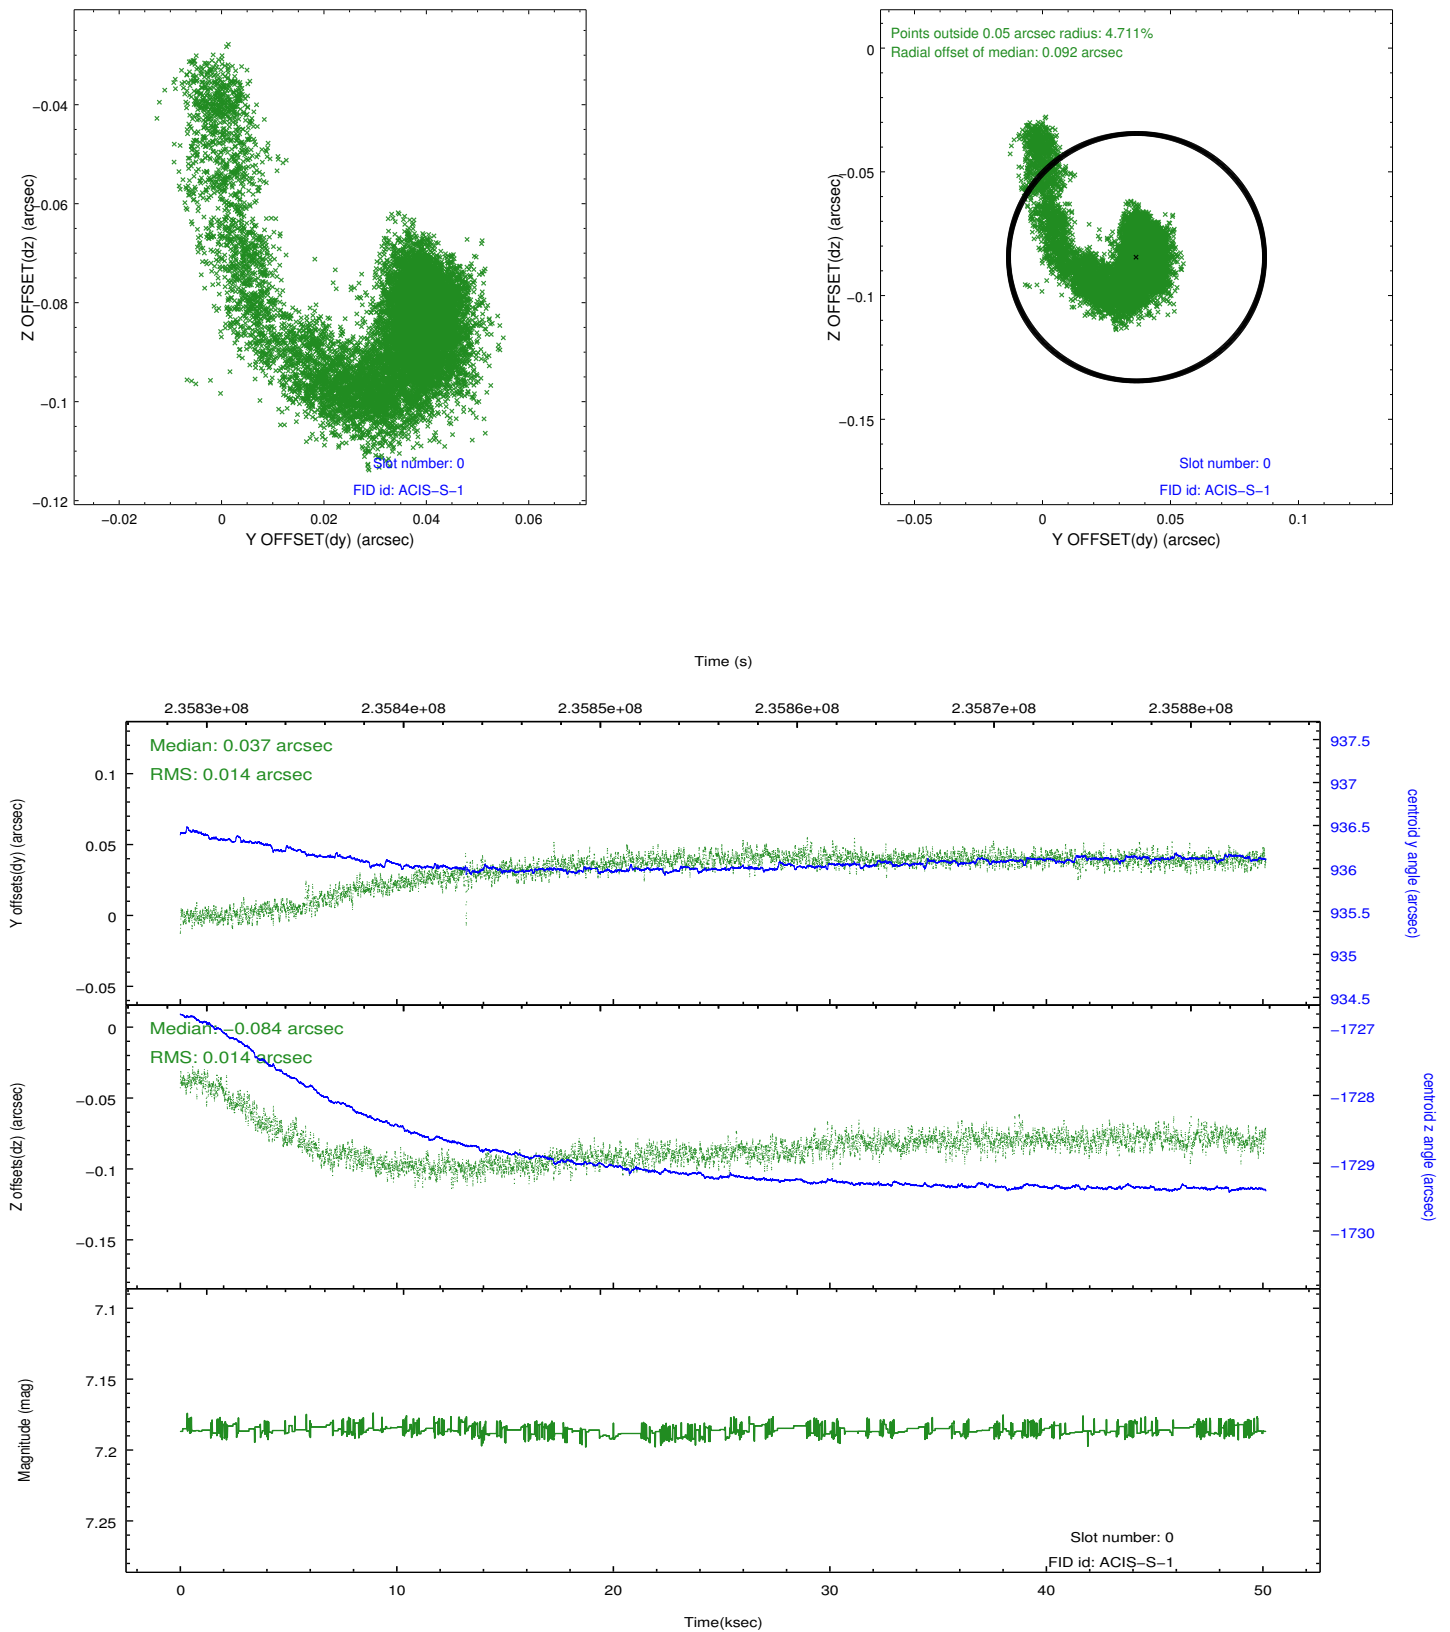 Points outside 0.05 arcsec radius: 4.711%
Radial offset of median: 0.092 arcsec
−0.04
−0.06
−0.08
−0.1
−0.12
Z OFFSET(dz) (arcsec)
Slot number: 0
FID id: ACIS−S−1
−0.02 0 0.02 0.04 0.06
Y OFFSET(dy) (arcsec)
0
−0.05
−0.1
−0.15
Z OFFSET(dz) (arcsec)
Slot number: 0
FID id: ACIS−S−1
−0.05 0 0.05 0.1
Y OFFSET(dy) (arcsec)
Time (s)
2.3583e+08 2.3584e+08 2.3585e+08 2.3586e+08 2.3587e+08 2.3588e+08
Median: 0.037 arcsec
RMS: 0.014 arcsec
0.1
0.05
0
−0.05
Y offsets(dy) (arcsec)
937.5
937
936.5
936
935.5
935
934.5
centroid y angle (arcsec)
Median: −0.084 arcsec
RMS: 0.014 arcsec
0
−0.05
−0.1
−0.15
Z offsets(dz) (arcsec)
−1727
−1728
−1729
−1730
centroid z angle (arcsec)
7.1
7.15
7.2
7.25
Magnitude (mag)
Slot number: 0
FID id: ACIS−S−1
0 10 20 30 40 50
Time(ksec)